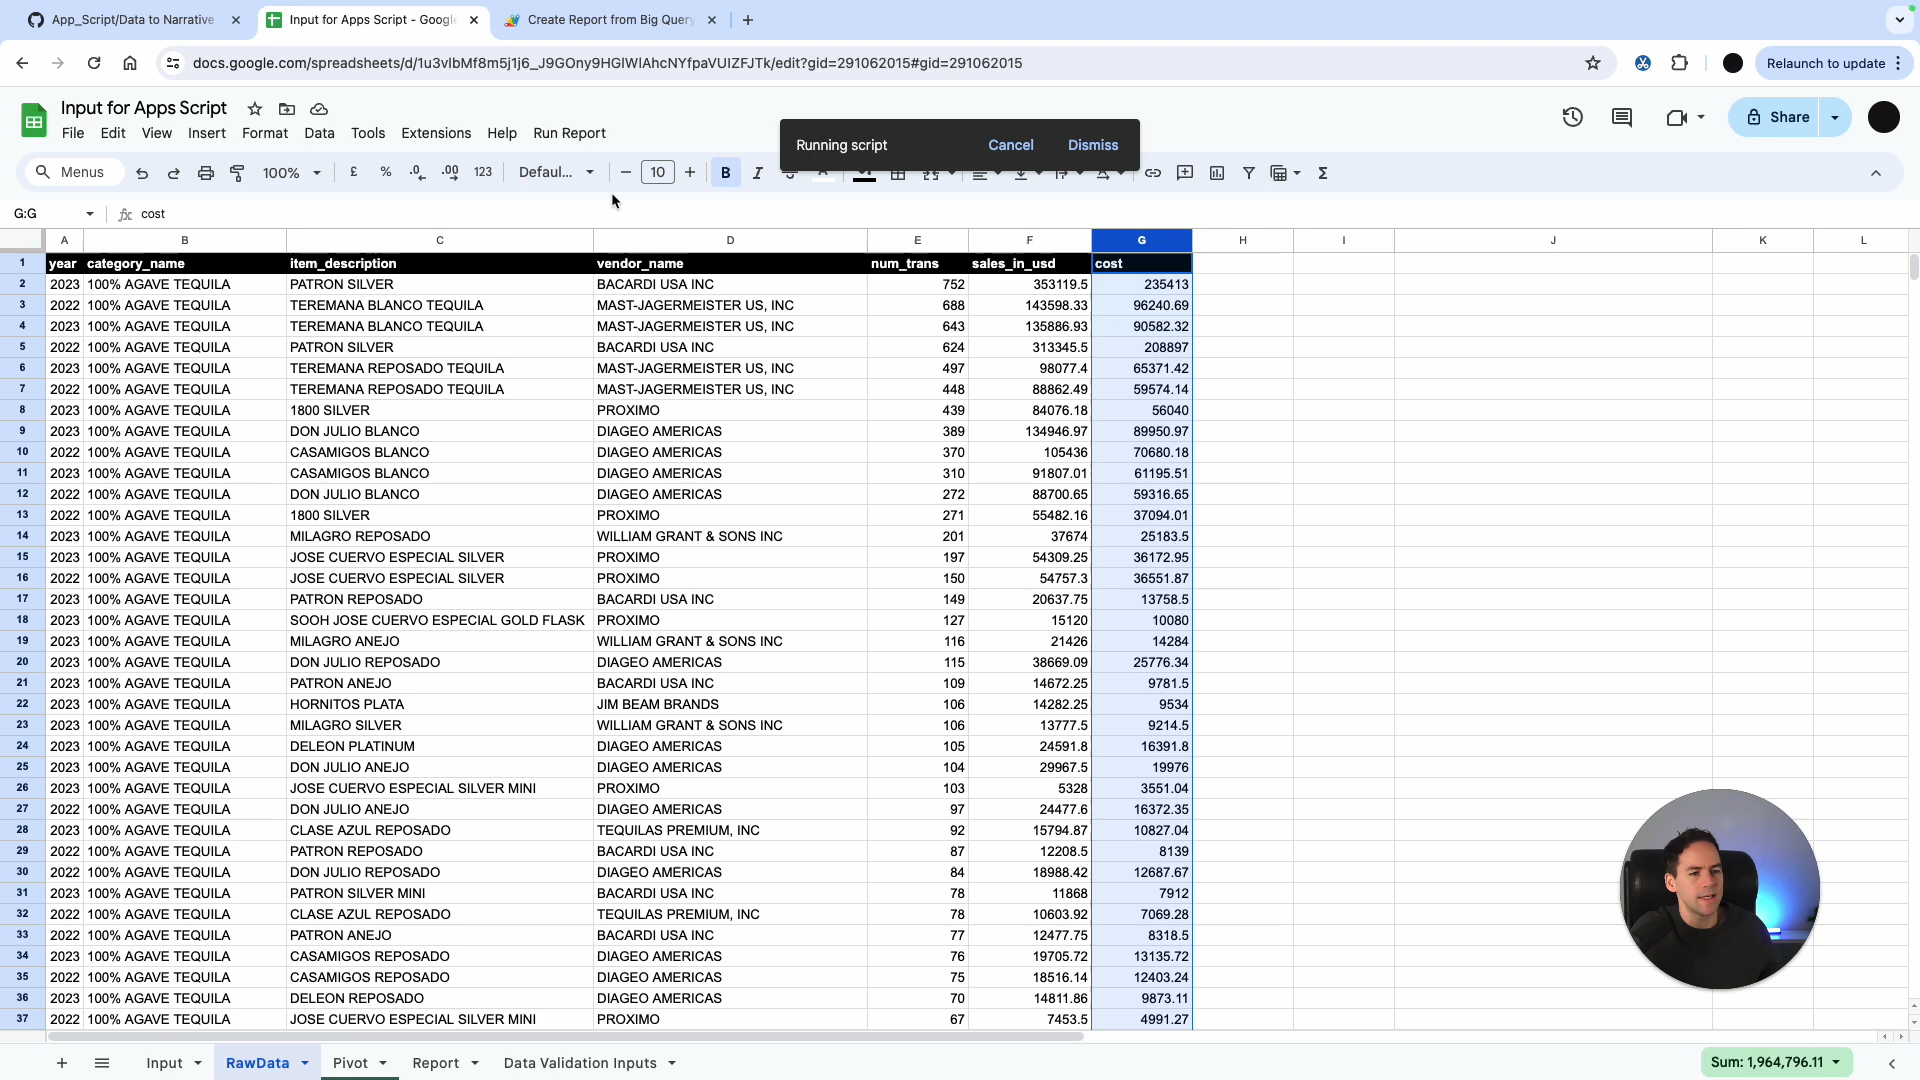 App_Script/Data to Narrative
Input for Apps Script - Google
Create Report from Big Query
docs.google.com/spreadsheets/d/1u3vIbMf8m5j1j6_J9GOny9HGlWlAhcNYfpaVUIZFJTk/edit?gid=291062015#gid=291062015
Relaunch to update
Input for Apps Script
File Edit View Insert Format Data Tools Extensions Help Run Report
Running script Cancel Dismiss
Share
Menus 100% £ % .0 .00 123 Defaul... 10 B I
G:G fx cost
A B C D E F G H I J K L
1 year category_name item_description vendor_name num_trans sales_in_usd cost
2 2023 100% AGAVE TEQUILA PATRON SILVER BACARDI USA INC 752 353119.5 235413
3 2022 100% AGAVE TEQUILA TEREMANA BLANCO TEQUILA MAST-JAGERMEISTER US, INC 688 143598.33 96240.69
4 2023 100% AGAVE TEQUILA TEREMANA BLANCO TEQUILA MAST-JAGERMEISTER US, INC 643 135886.93 90582.32
5 2022 100% AGAVE TEQUILA PATRON SILVER BACARDI USA INC 624 313345.5 208897
6 2023 100% AGAVE TEQUILA TEREMANA REPOSADO TEQUILA MAST-JAGERMEISTER US, INC 497 98077.4 65371.42
7 2022 100% AGAVE TEQUILA TEREMANA REPOSADO TEQUILA MAST-JAGERMEISTER US, INC 448 88862.49 59574.14
8 2023 100% AGAVE TEQUILA 1800 SILVER PROXIMO 439 84076.18 56040
9 2023 100% AGAVE TEQUILA DON JULIO BLANCO DIAGEO AMERICAS 389 134946.97 89950.97
10 2022 100% AGAVE TEQUILA CASAMIGOS BLANCO DIAGEO AMERICAS 370 105436 70680.18
11 2023 100% AGAVE TEQUILA CASAMIGOS BLANCO DIAGEO AMERICAS 310 91807.01 61195.51
12 2022 100% AGAVE TEQUILA DON JULIO BLANCO DIAGEO AMERICAS 272 88700.65 59316.65
13 2022 100% AGAVE TEQUILA 1800 SILVER PROXIMO 271 55482.16 37094.01
14 2023 100% AGAVE TEQUILA MILAGRO REPOSADO WILLIAM GRANT & SONS INC 201 37674 25183.5
15 2023 100% AGAVE TEQUILA JOSE CUERVO ESPECIAL SILVER PROXIMO 197 54309.25 36172.95
16 2022 100% AGAVE TEQUILA JOSE CUERVO ESPECIAL SILVER PROXIMO 150 54757.3 36551.87
17 2023 100% AGAVE TEQUILA PATRON REPOSADO BACARDI USA INC 149 20637.75 13758.5
18 2023 100% AGAVE TEQUILA SOOH JOSE CUERVO ESPECIAL GOLD FLASK PROXIMO 127 15120 10080
19 2023 100% AGAVE TEQUILA MILAGRO ANEJO WILLIAM GRANT & SONS INC 116 21426 14284
20 2023 100% AGAVE TEQUILA DON JULIO REPOSADO DIAGEO AMERICAS 115 38669.09 25776.34
21 2023 100% AGAVE TEQUILA PATRON ANEJO BACARDI USA INC 109 14672.25 9781.5
22 2023 100% AGAVE TEQUILA HORNITOS PLATA JIM BEAM BRANDS 106 14282.25 9534
23 2023 100% AGAVE TEQUILA MILAGRO SILVER WILLIAM GRANT & SONS INC 106 13777.5 9214.5
24 2023 100% AGAVE TEQUILA DELEON PLATINUM DIAGEO AMERICAS 105 24591.8 16391.8
25 2023 100% AGAVE TEQUILA DON JULIO ANEJO DIAGEO AMERICAS 104 29967.5 19976
26 2023 100% AGAVE TEQUILA JOSE CUERVO ESPECIAL SILVER MINI PROXIMO 103 5328 3551.04
27 2022 100% AGAVE TEQUILA DON JULIO ANEJO DIAGEO AMERICAS 97 24477.6 16372.35
28 2023 100% AGAVE TEQUILA CLASE AZUL REPOSADO TEQUILAS PREMIUM, INC 92 15794.87 10827.04
29 2022 100% AGAVE TEQUILA PATRON REPOSADO BACARDI USA INC 87 12208.5 8139
30 2022 100% AGAVE TEQUILA DON JULIO REPOSADO DIAGEO AMERICAS 84 18988.42 12687.67
31 2023 100% AGAVE TEQUILA PATRON SILVER MINI BACARDI USA INC 78 11868 7912
32 2022 100% AGAVE TEQUILA CLASE AZUL REPOSADO TEQUILAS PREMIUM, INC 78 10603.92 7069.28
33 2022 100% AGAVE TEQUILA PATRON ANEJO BACARDI USA INC 77 12477.75 8318.5
34 2023 100% AGAVE TEQUILA CASAMIGOS REPOSADO DIAGEO AMERICAS 76 19705.72 13135.72
35 2022 100% AGAVE TEQUILA CASAMIGOS REPOSADO DIAGEO AMERICAS 75 18516.14 12403.24
36 2023 100% AGAVE TEQUILA DELEON REPOSADO DIAGEO AMERICAS 70 14811.86 9873.11
37 2022 100% AGAVE TEQUILA JOSE CUERVO ESPECIAL SILVER MINI PROXIMO 67 7453.5 4991.27
Input RawData Pivot Report Data Validation Inputs Sum: 1,964,796.11